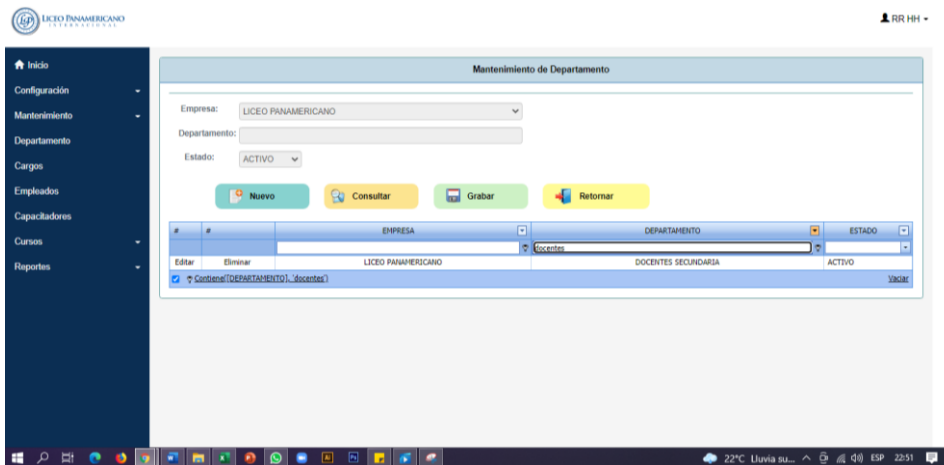 LICEO PANAMERICANO
INTERNACIONAL
RR HH
Inicio
Configuración
Mantenimiento
Departamento
Cargos
Empleados
Capacitadores
Cursos
Reportes
Mantenimiento de Departamento
Empresa: LICEO PANAMERICANO
Departamento:
Estado: ACTIVO
Nuevo Consultar Grabar Retornar
# # EMPRESA DEPARTAMENTO ESTADO
docentes
Editar Eliminar LICEO PANAMERICANO DOCENTES SECUNDARIA ACTIVO
Contiene([DEPARTAMENTO], 'docentes') Vaciar
22°C Lluvia su... ESP 22:51